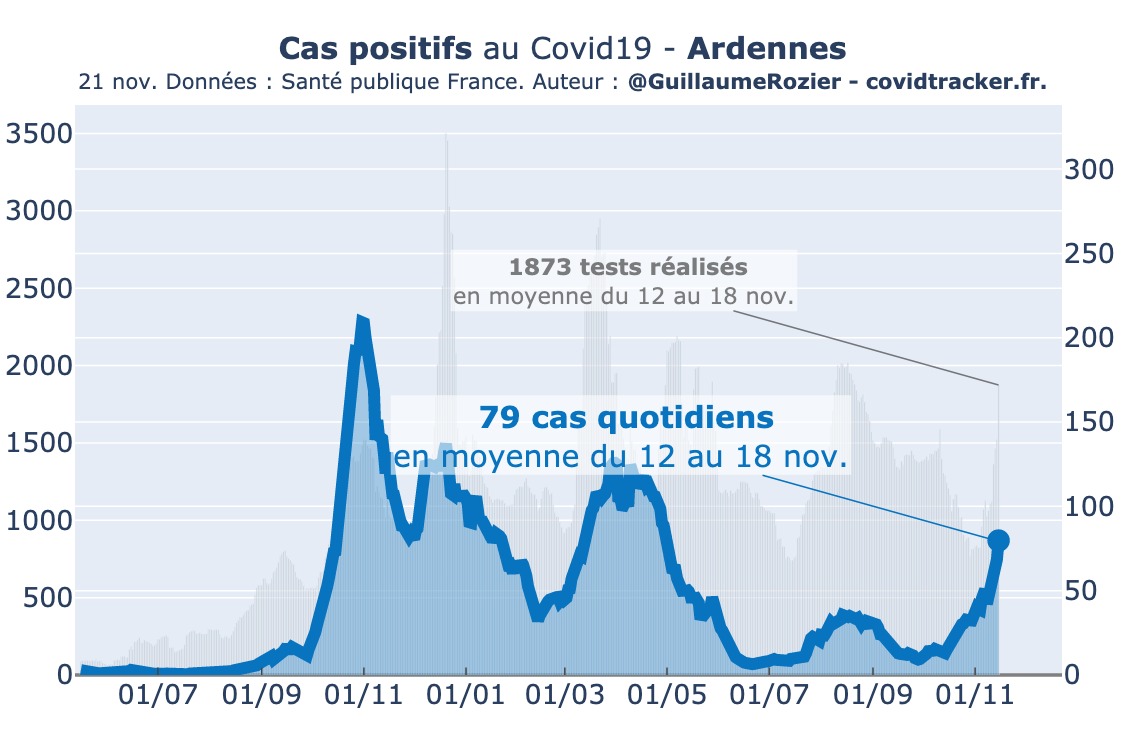 Cas positifs au Covid19 - Ardennes
21 nov. Données : Santé publique France. Auteur : @GuillaumeRozier - covidtracker.fr.
3500
3000
2500
2000
1500
1000
500
0
300
250
200
150
100
50
0
1873 tests réalisés
en moyenne du 12 au 18 nov.
79 cas quotidiens
en moyenne du 12 au 18 nov.
01/07 01/09 01/11 01/01 01/03 01/05 01/07 01/09 01/11